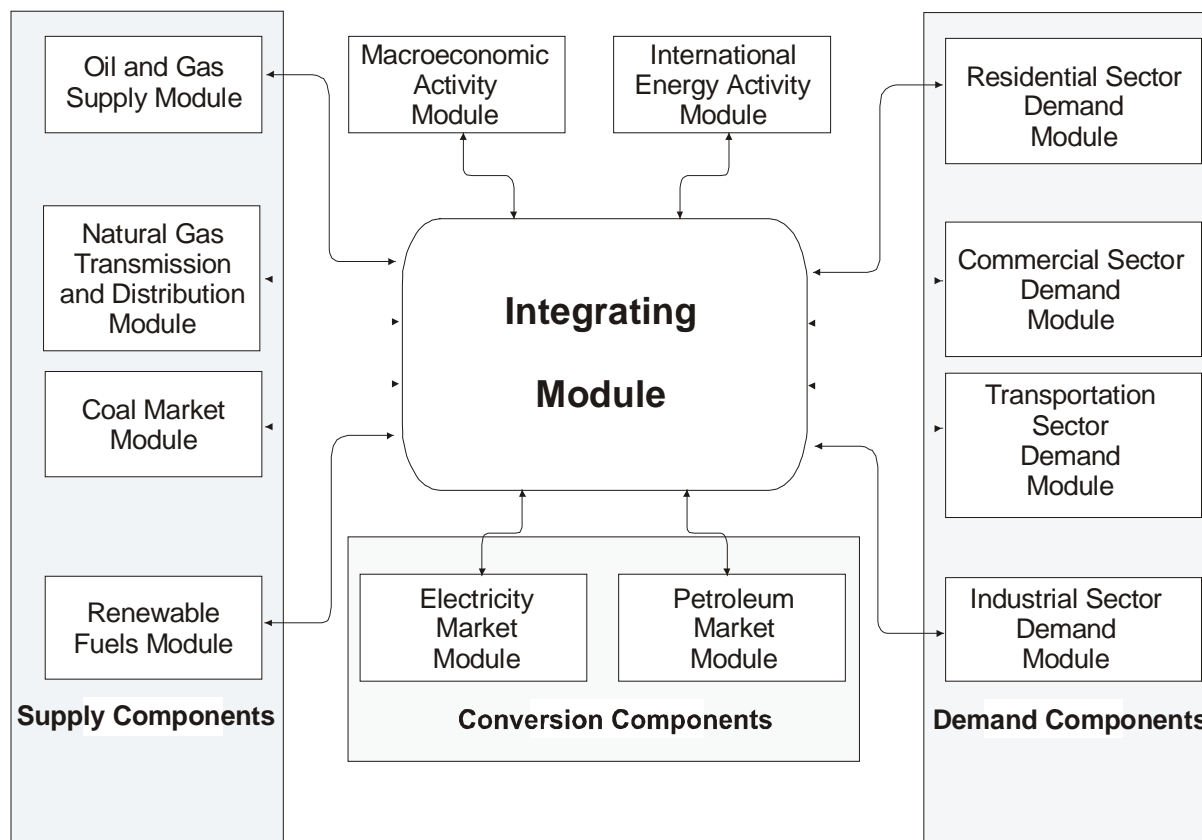 Oil and Gas
Supply Module
Macroeconomic
Activity
Module
International
Energy Activity
Module
Residential Sector
Demand
Module
Natural Gas
Transmission
and Distribution
Module
Commercial Sector
Demand
Module
Integrating
Module
Coal Market
Module
Transportation
Sector
Demand
Module
Renewable
Fuels Module
Electricity
Market
Module
Petroleum
Market
Module
Industrial Sector
Demand
Module
Supply Components
Conversion Components
Demand Components